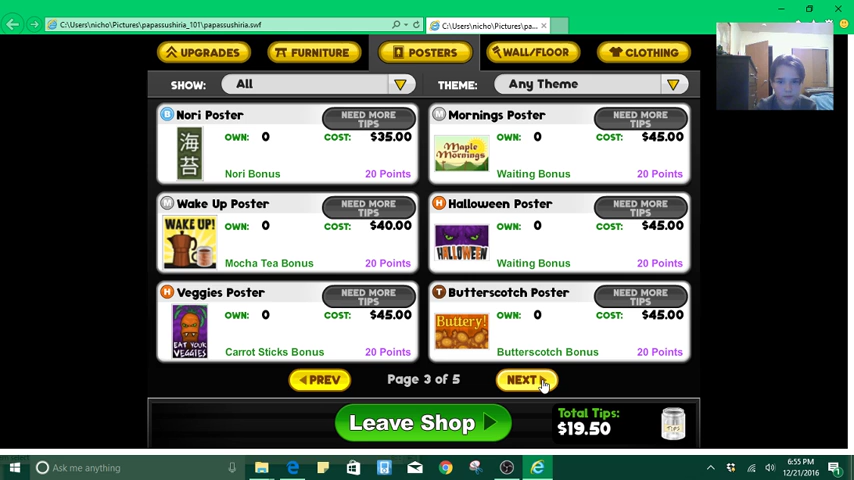 C:\Users\nicho\Pictures\papassushiria_101\papassushiria.swf
C:\Users\nicho\Pictures\pa...
UPGRADES
FURNITURE
POSTERS
WALL/FLOOR
CLOTHING
SHOW: All
THEME: Any Theme
B Nori Poster
NEED MORE TIPS
OWN: 0 COST: $35.00
海苔
Nori Bonus 20 Points
M Mornings Poster
NEED MORE TIPS
OWN: 0 COST: $45.00
Maple Mornings
Waiting Bonus 20 Points
M Wake Up Poster
NEED MORE TIPS
OWN: 0 COST: $40.00
WAKE UP!
Mocha Tea Bonus 20 Points
H Halloween Poster
NEED MORE TIPS
OWN: 0 COST: $45.00
HALLOWEEN
Waiting Bonus 20 Points
H Veggies Poster
NEED MORE TIPS
OWN: 0 COST: $45.00
EAT YOUR VEGGIES
Carrot Sticks Bonus 20 Points
T Butterscotch Poster
NEED MORE TIPS
OWN: 0 COST: $45.00
Buttery!
Butterscotch Bonus 20 Points
PREV
Page 3 of 5
NEXT
Leave Shop
Total Tips:
$19.50
TIPS
Ask me anything
6:55 PM
12/21/2016